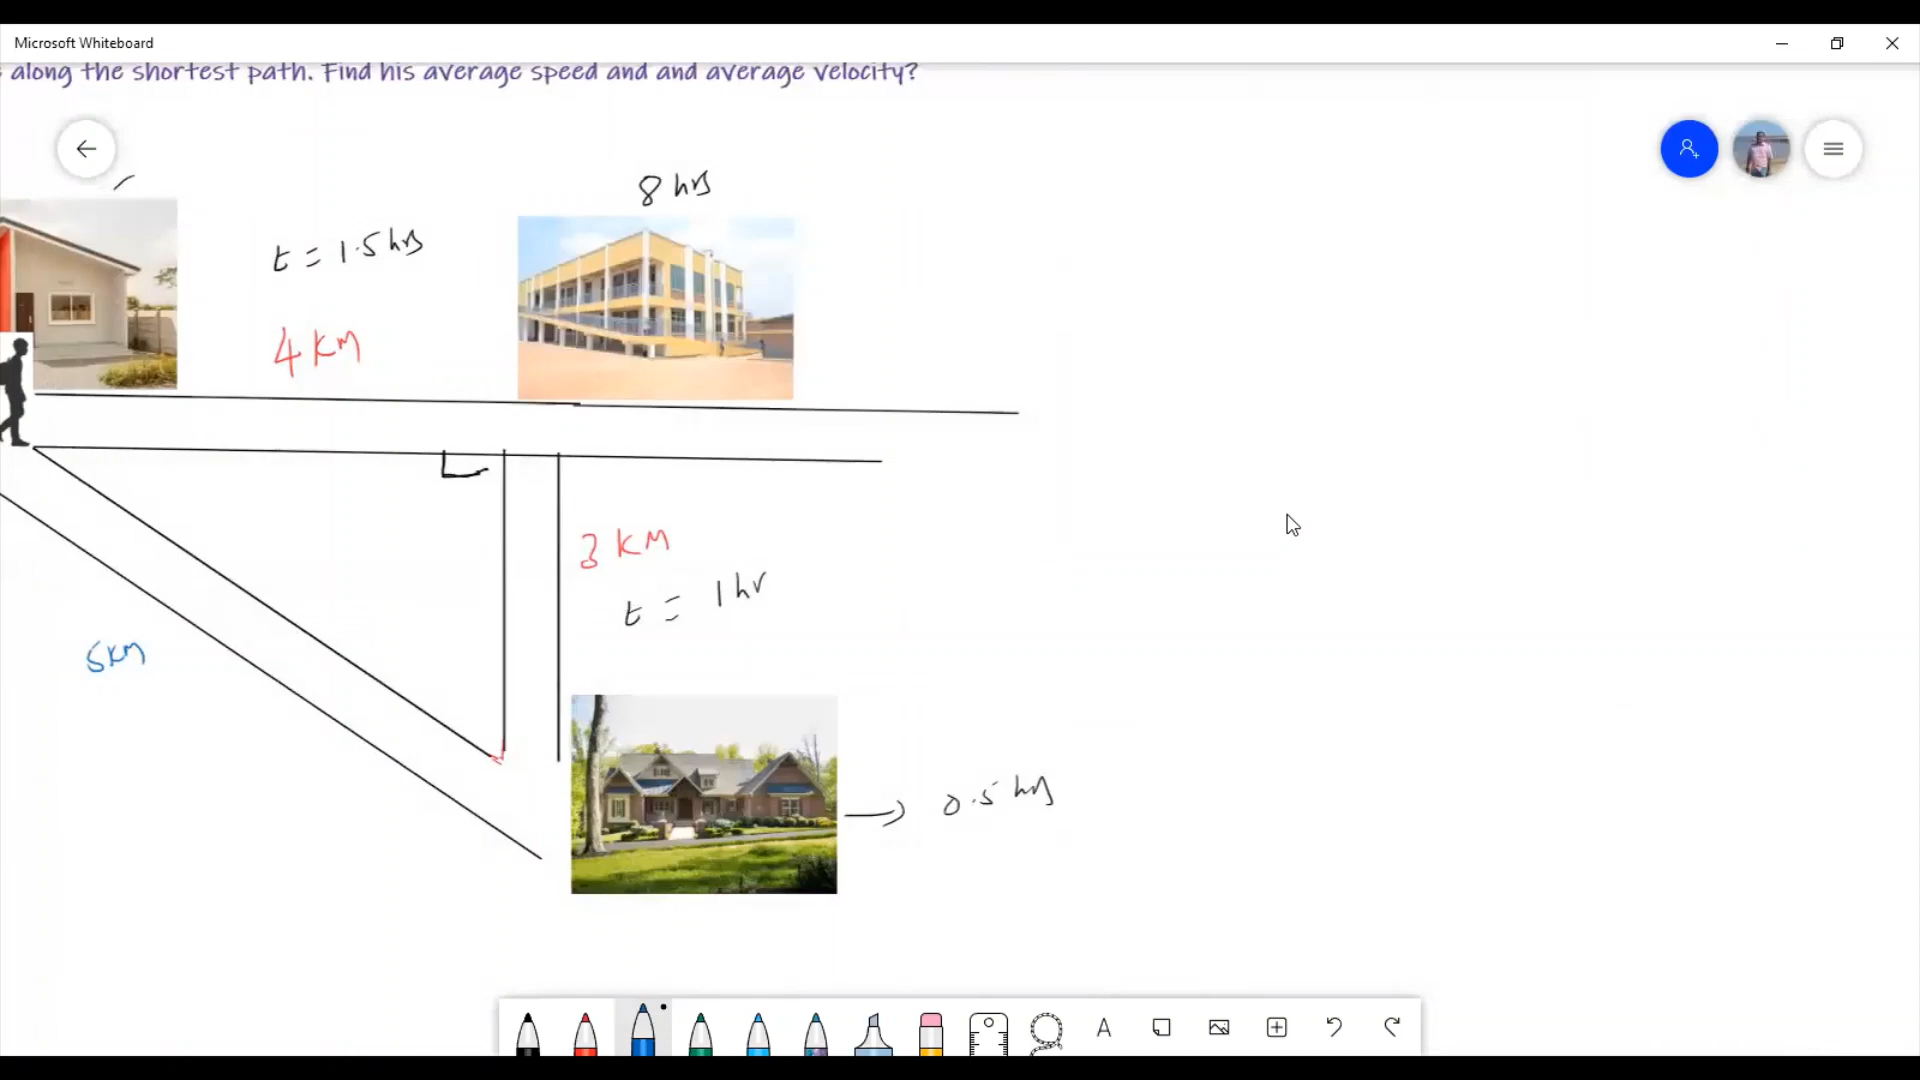 Microsoft Whiteboard
along the shortest path. Find his average speed and and average velocity?
8 hrs
t = 1.5 hrs
4 KM
3 KM
t = 1 hr
5KM
0.5 hrs
A